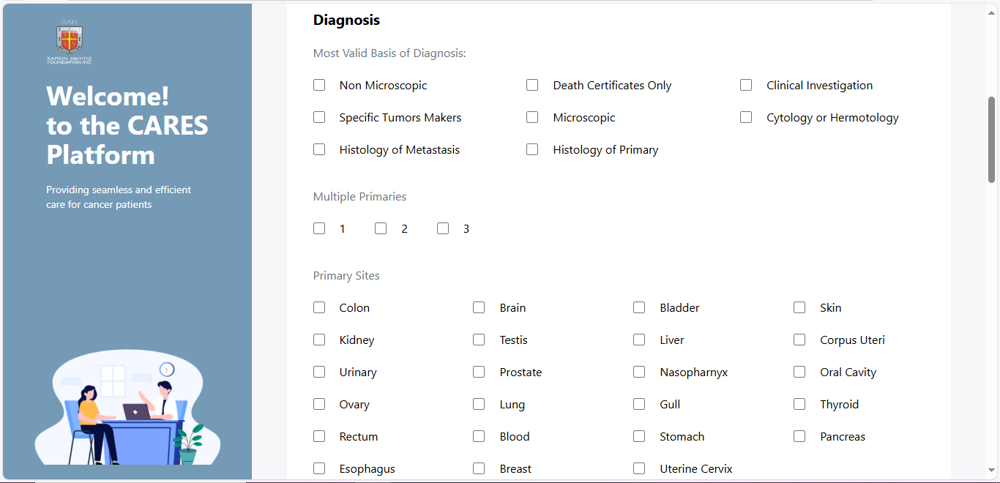 RAFI
RAMON ABOITIZ
FOUNDATION INC
Welcome!
to the CARES
Platform
Providing seamless and efficient
care for cancer patients
Diagnosis
Most Valid Basis of Diagnosis:
Non Microscopic Death Certificates Only Clinical Investigation
Specific Tumors Makers Microscopic Cytology or Hermotology
Histology of Metastasis Histology of Primary
Multiple Primaries
1 2 3
Primary Sites
Colon Brain Bladder Skin
Kidney Testis Liver Corpus Uteri
Urinary Prostate Nasopharnyx Oral Cavity
Ovary Lung Gull Thyroid
Rectum Blood Stomach Pancreas
Esophagus Breast Uterine Cervix